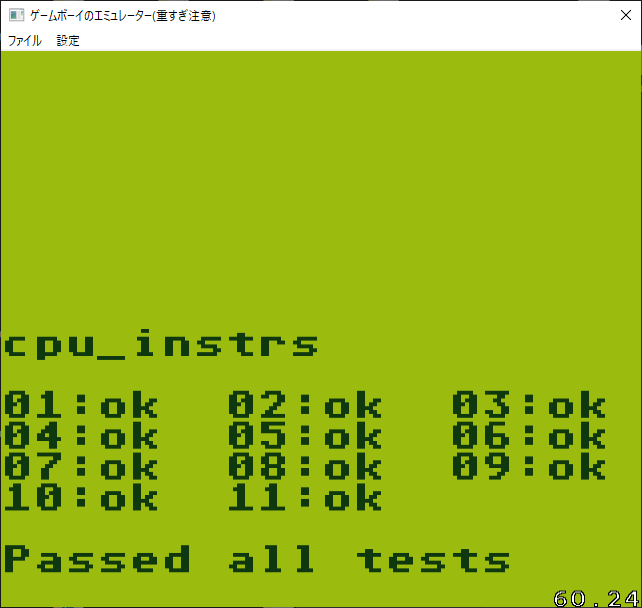 ゲームボーイのエミュレーター(重すぎ注意)
ファイル 設定
cpu_instrs
01:ok 02:ok 03:ok
04:ok 05:ok 06:ok
07:ok 08:ok 09:ok
10:ok 11:ok
Passed all tests
60.24